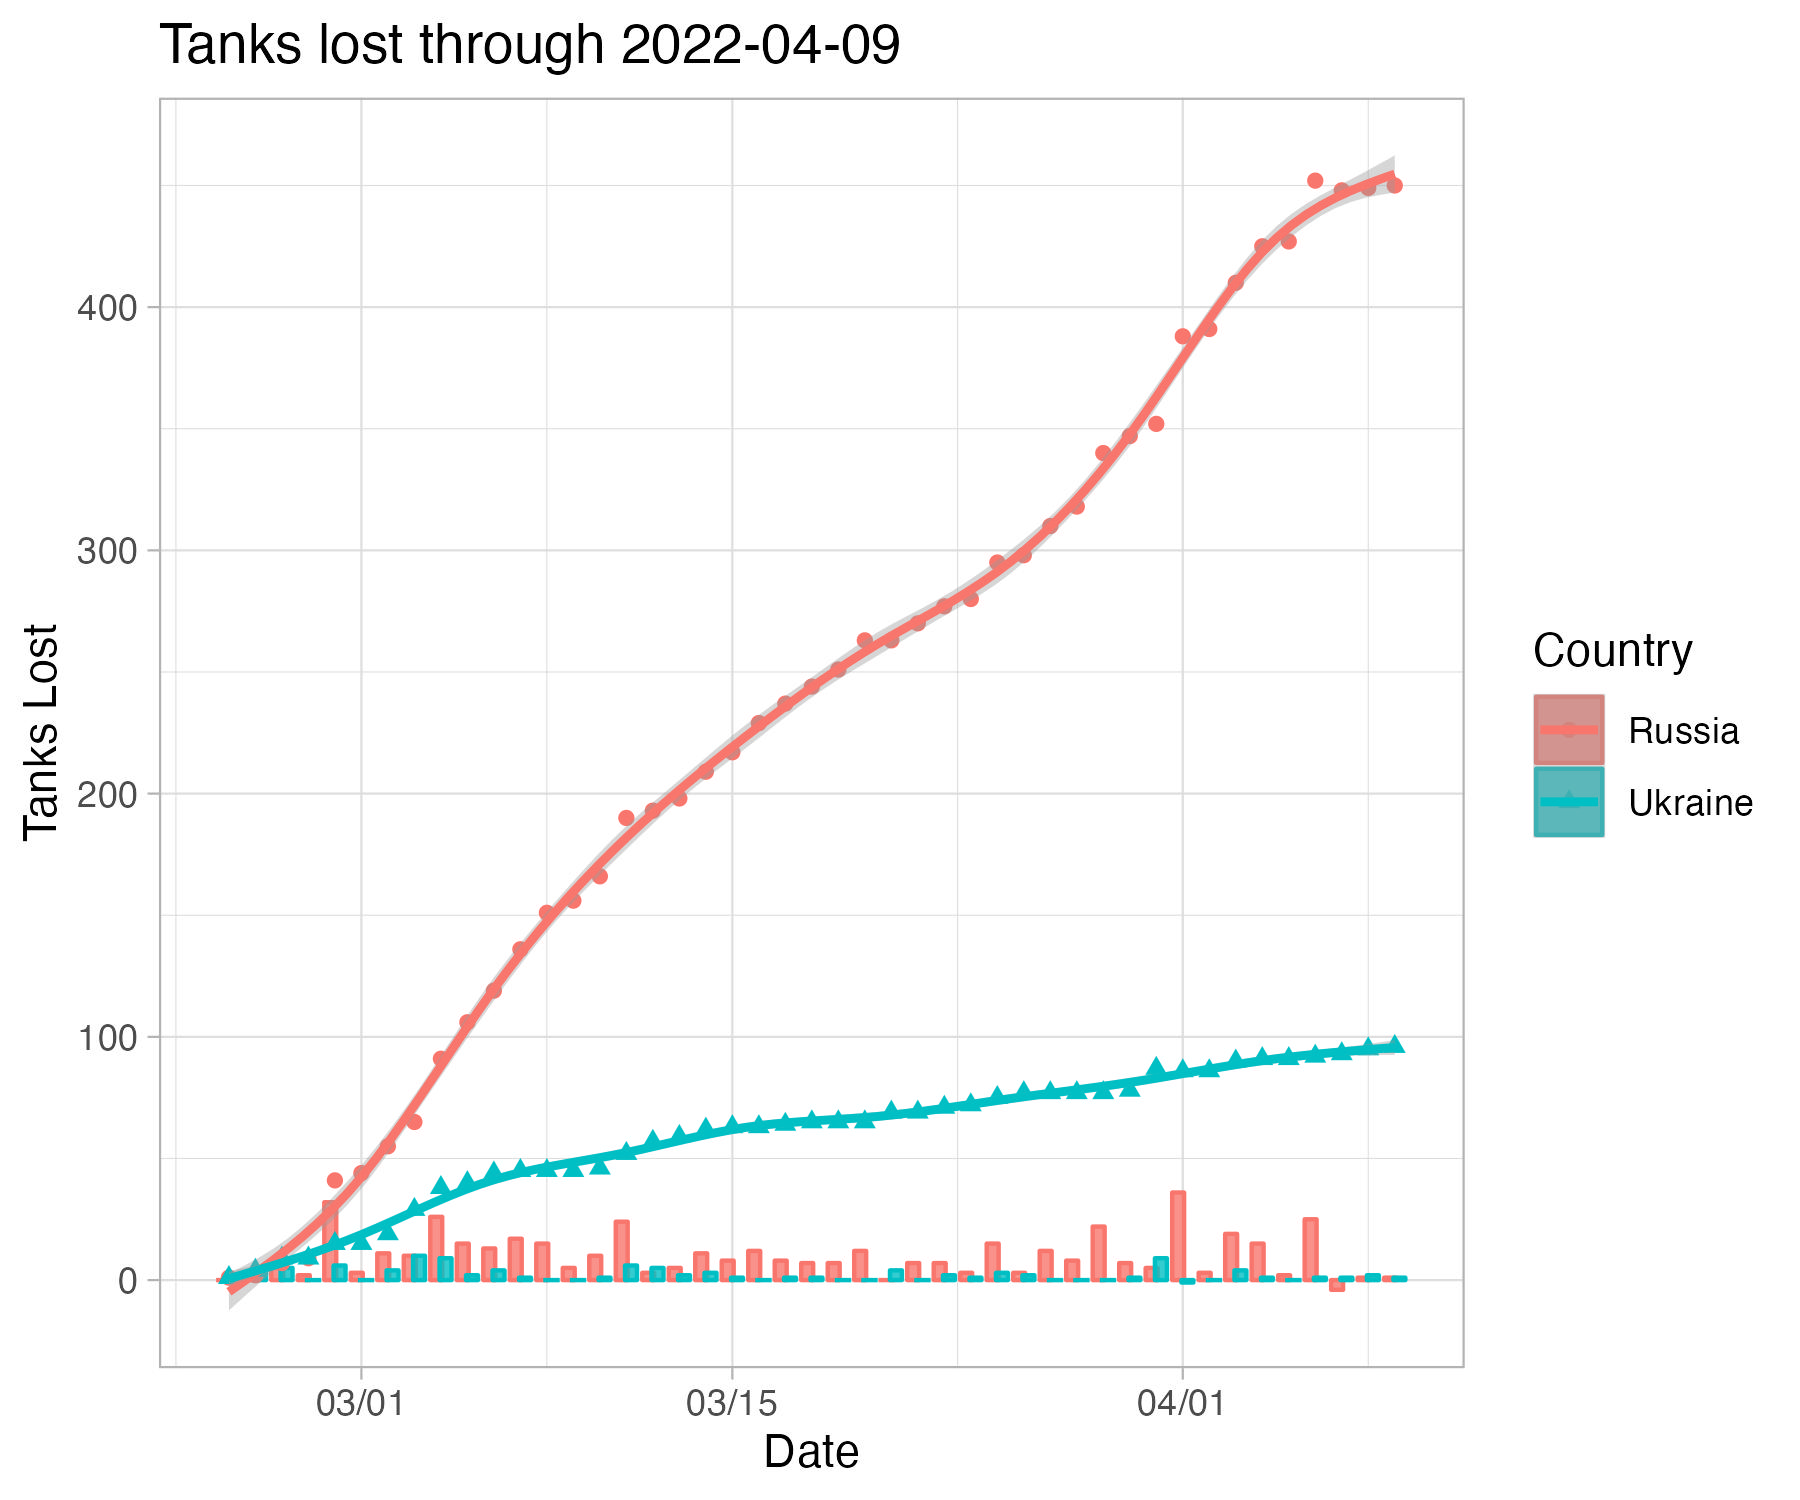 Tanks lost through 2022-04-09
Tanks Lost
400
300
200
100
0
03/01
03/15
04/01
Date
Country
Russia
Ukraine